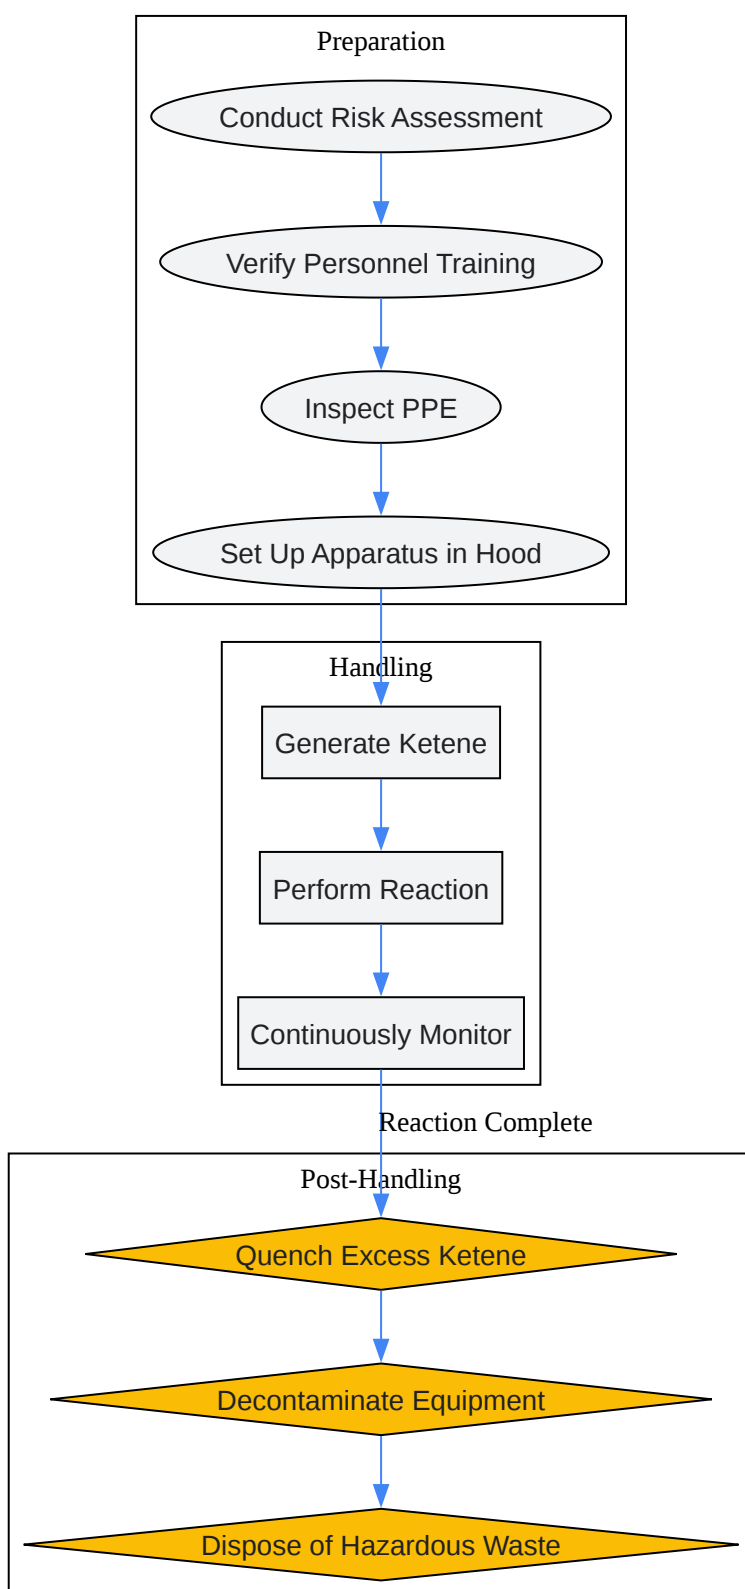 Preparation
Conduct Risk Assessment
Verify Personnel Training
Inspect PPE
Set Up Apparatus in Hood
Handling
Generate Ketene
Perform Reaction
Continuously Monitor
Reaction Complete
Post-Handling
Quench Excess Ketene
Decontaminate Equipment
Dispose of Hazardous Waste